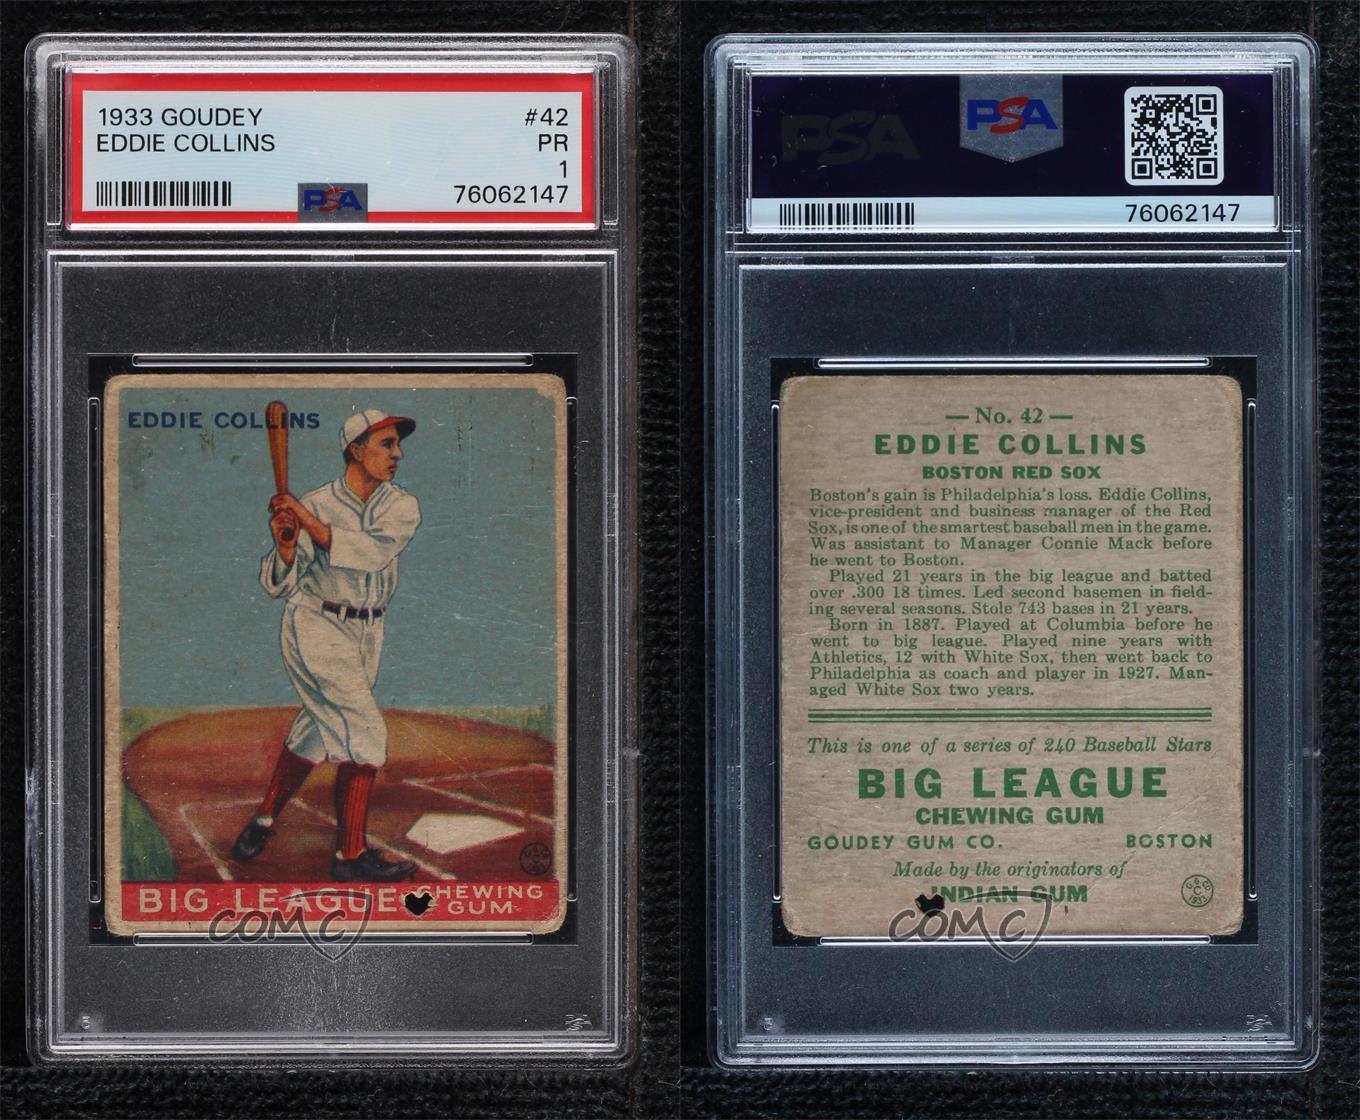 1933 GOUDEY #42
EDDIE COLLINS PR
1
76062147
PSA
EDDIE COLLINS
BIG LEAGUE CHEWING
GUM
COMC
PSA
PSA
76062147
— No. 42 —
EDDIE COLLINS
BOSTON RED SOX
Boston's gain is Philadelphia's loss. Eddie Collins,
vice-president and business manager of the Red
Sox, is one of the smartest baseball men in the game.
Was assistant to Manager Connie Mack before
he went to Boston.
Played 21 years in the big league and batted
over .300 18 times. Led second basemen in field-
ing several seasons. Stole 743 bases in 21 years.
Born in 1887. Played at Columbia before he
went to big league. Played nine years with
Athletics, 12 with White Sox, then went back to
Philadelphia as coach and player in 1927. Man-
aged White Sox two years.
This is one of a series of 240 Baseball Stars
BIG LEAGUE
CHEWING GUM
GOUDEY GUM CO. BOSTON
Made by the originators of
INDIAN GUM
COMC